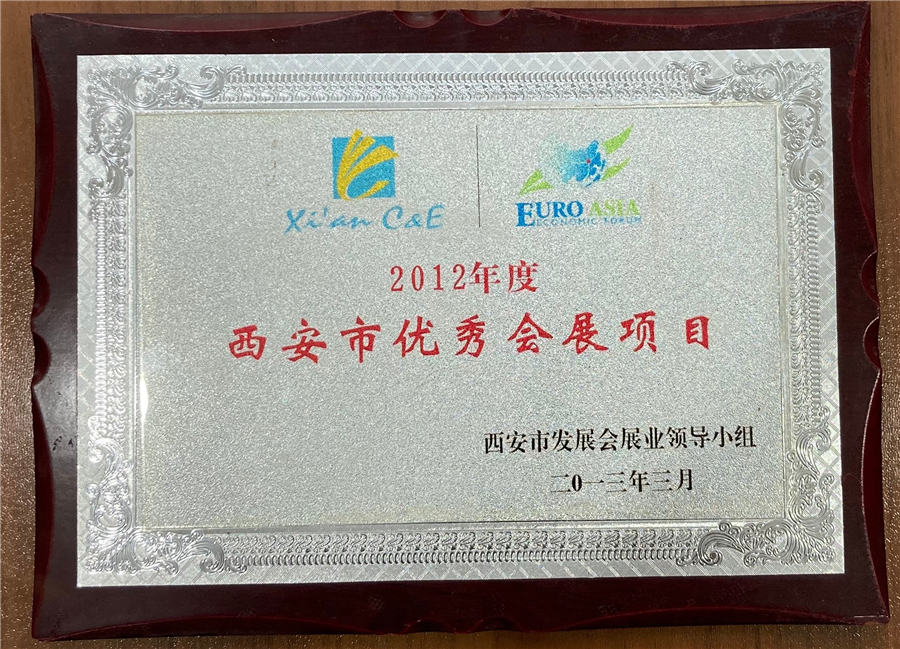 Xi'an C&E
EURO ASIA
ECONOMIC FORUM
2012年度
西安市优秀会展项目
西安市发展会展业领导小组
二0一三年三月